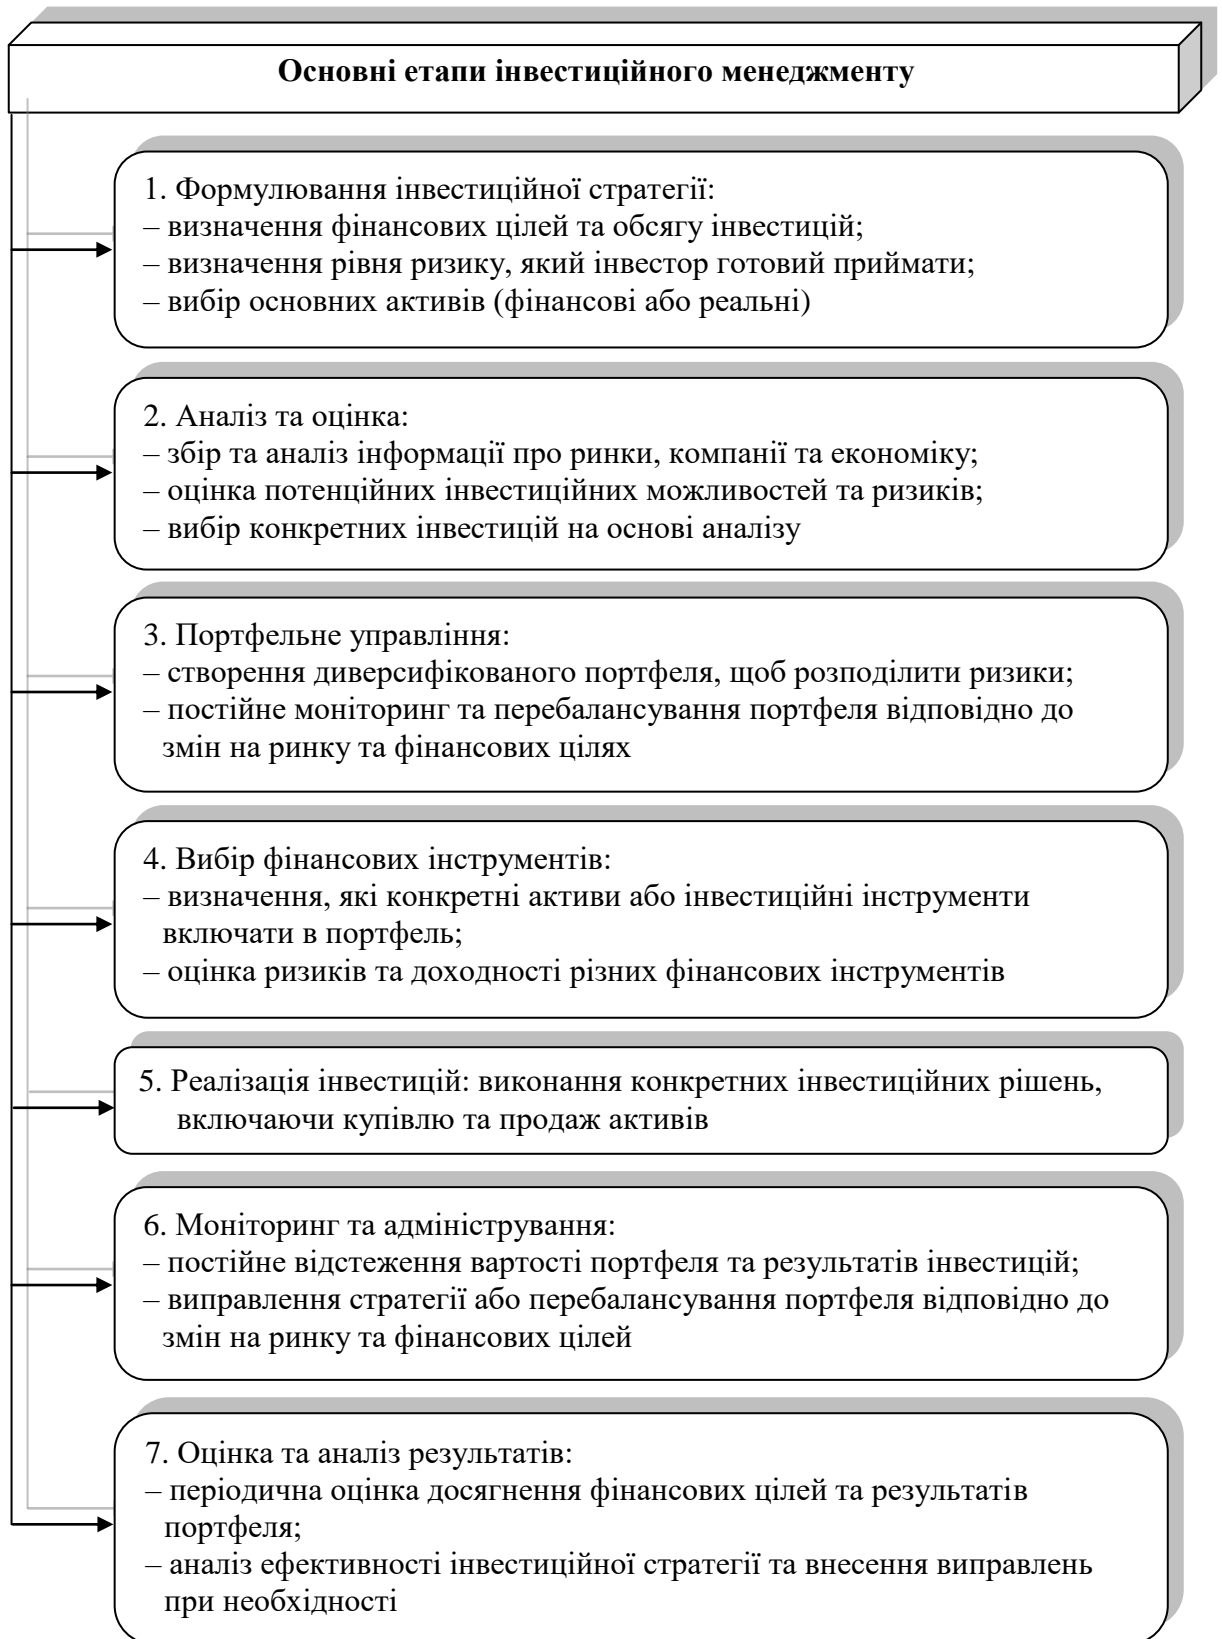 Основні етапи інвестиційного менеджменту
1. Формулювання інвестиційної стратегії:
– визначення фінансових цілей та обсягу інвестицій;
– визначення рівня ризику, який інвестор готовий приймати;
– вибір основних активів (фінансові або реальні)
2. Аналіз та оцінка:
– збір та аналіз інформації про ринки, компанії та економіку;
– оцінка потенційних інвестиційних можливостей та ризиків;
– вибір конкретних інвестицій на основі аналізу
3. Портфельне управління:
– створення диверсифікованого портфеля, щоб розподілити ризики;
– постійне моніторинг та перебалансування портфеля відповідно до
змін на ринку та фінансових цілях
4. Вибір фінансових інструментів:
– визначення, які конкретні активи або інвестиційні інструменти
включати в портфель;
– оцінка ризиків та доходності різних фінансових інструментів
5. Реалізація інвестицій: виконання конкретних інвестиційних рішень,
включаючи купівлю та продаж активів
6. Моніторинг та адміністрування:
– постійне відстеження вартості портфеля та результатів інвестицій;
– виправлення стратегії або перебалансування портфеля відповідно до
змін на ринку та фінансових цілей
7. Оцінка та аналіз результатів:
– періодична оцінка досягнення фінансових цілей та результатів
портфеля;
– аналіз ефективності інвестиційної стратегії та внесення виправлень
при необхідності